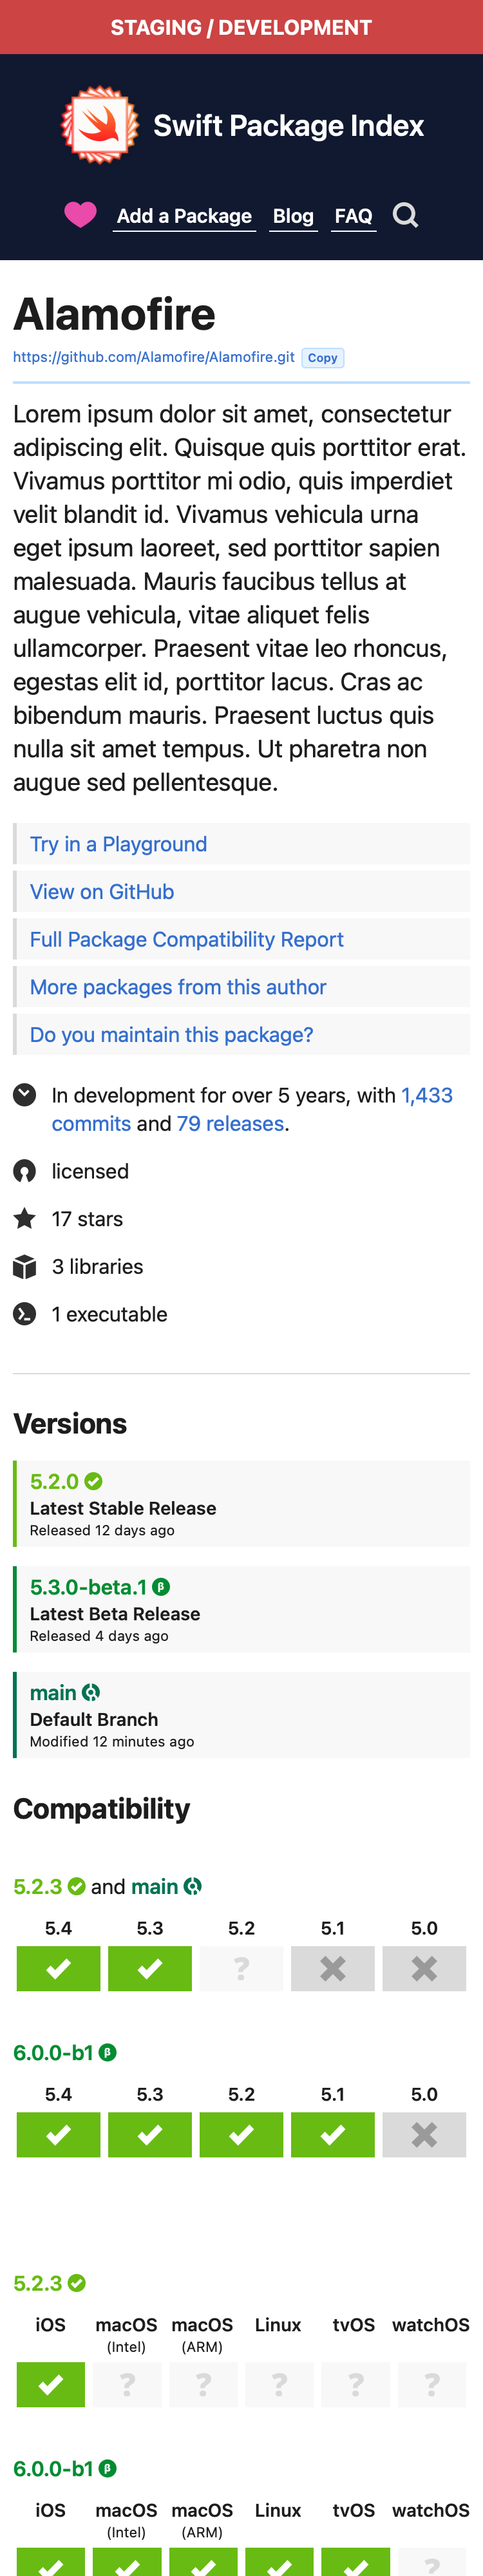 STAGING / DEVELOPMENT
Swift Package Index
Add a Package Blog FAQ
Alamofire
https://github.com/Alamofire/Alamofire.git Copy
Lorem ipsum dolor sit amet, consectetur
adipiscing elit. Quisque quis porttitor erat.
Vivamus porttitor mi odio, quis imperdiet
velit blandit id. Vivamus vehicula urna
eget ipsum laoreet, sed porttitor sapien
malesuada. Mauris faucibus tellus at
augue vehicula, vitae aliquet felis
ullamcorper. Praesent vitae leo rhoncus,
egestas elit id, porttitor lacus. Cras ac
bibendum mauris. Praesent luctus quis
nulla sit amet tempus. Ut pharetra non
augue sed pellentesque.
Try in a Playground
View on GitHub
Full Package Compatibility Report
More packages from this author
Do you maintain this package?
In development for over 5 years, with 1,433
commits and 79 releases.
licensed
17 stars
3 libraries
1 executable
Versions
5.2.0
Latest Stable Release
Released 12 days ago
5.3.0-beta.1 β
Latest Beta Release
Released 4 days ago
main
Default Branch
Modified 12 minutes ago
Compatibility
5.2.3 and main
5.4 5.3 5.2 5.1 5.0
?
6.0.0-b1 β
5.4 5.3 5.2 5.1 5.0
5.2.3
iOS macOS macOS Linux tvOS watchOS
(Intel) (ARM)
? ? ? ? ?
6.0.0-b1 β
iOS macOS macOS Linux tvOS watchOS
(Intel) (ARM)
?